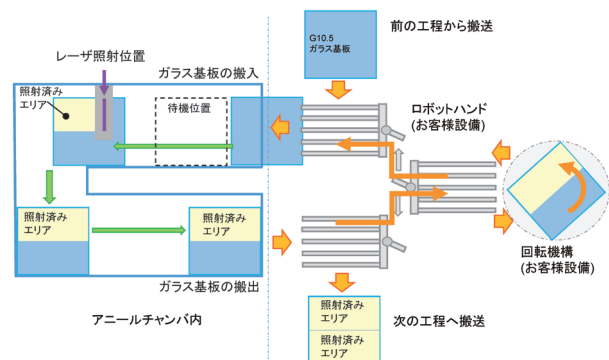 レーザ照射位置
ガラス基板の搬入
照射済み
エリア
待機位置
G10.5
ガラス基板
前の工程から搬送
ロボットハンド
(お客様設備)
照射済み
エリア
照射済み
エリア
ガラス基板の搬出
アニールチャンバ内
回転機構
(お客様設備)
照射済み
エリア
照射済み
エリア
次の工程へ搬送